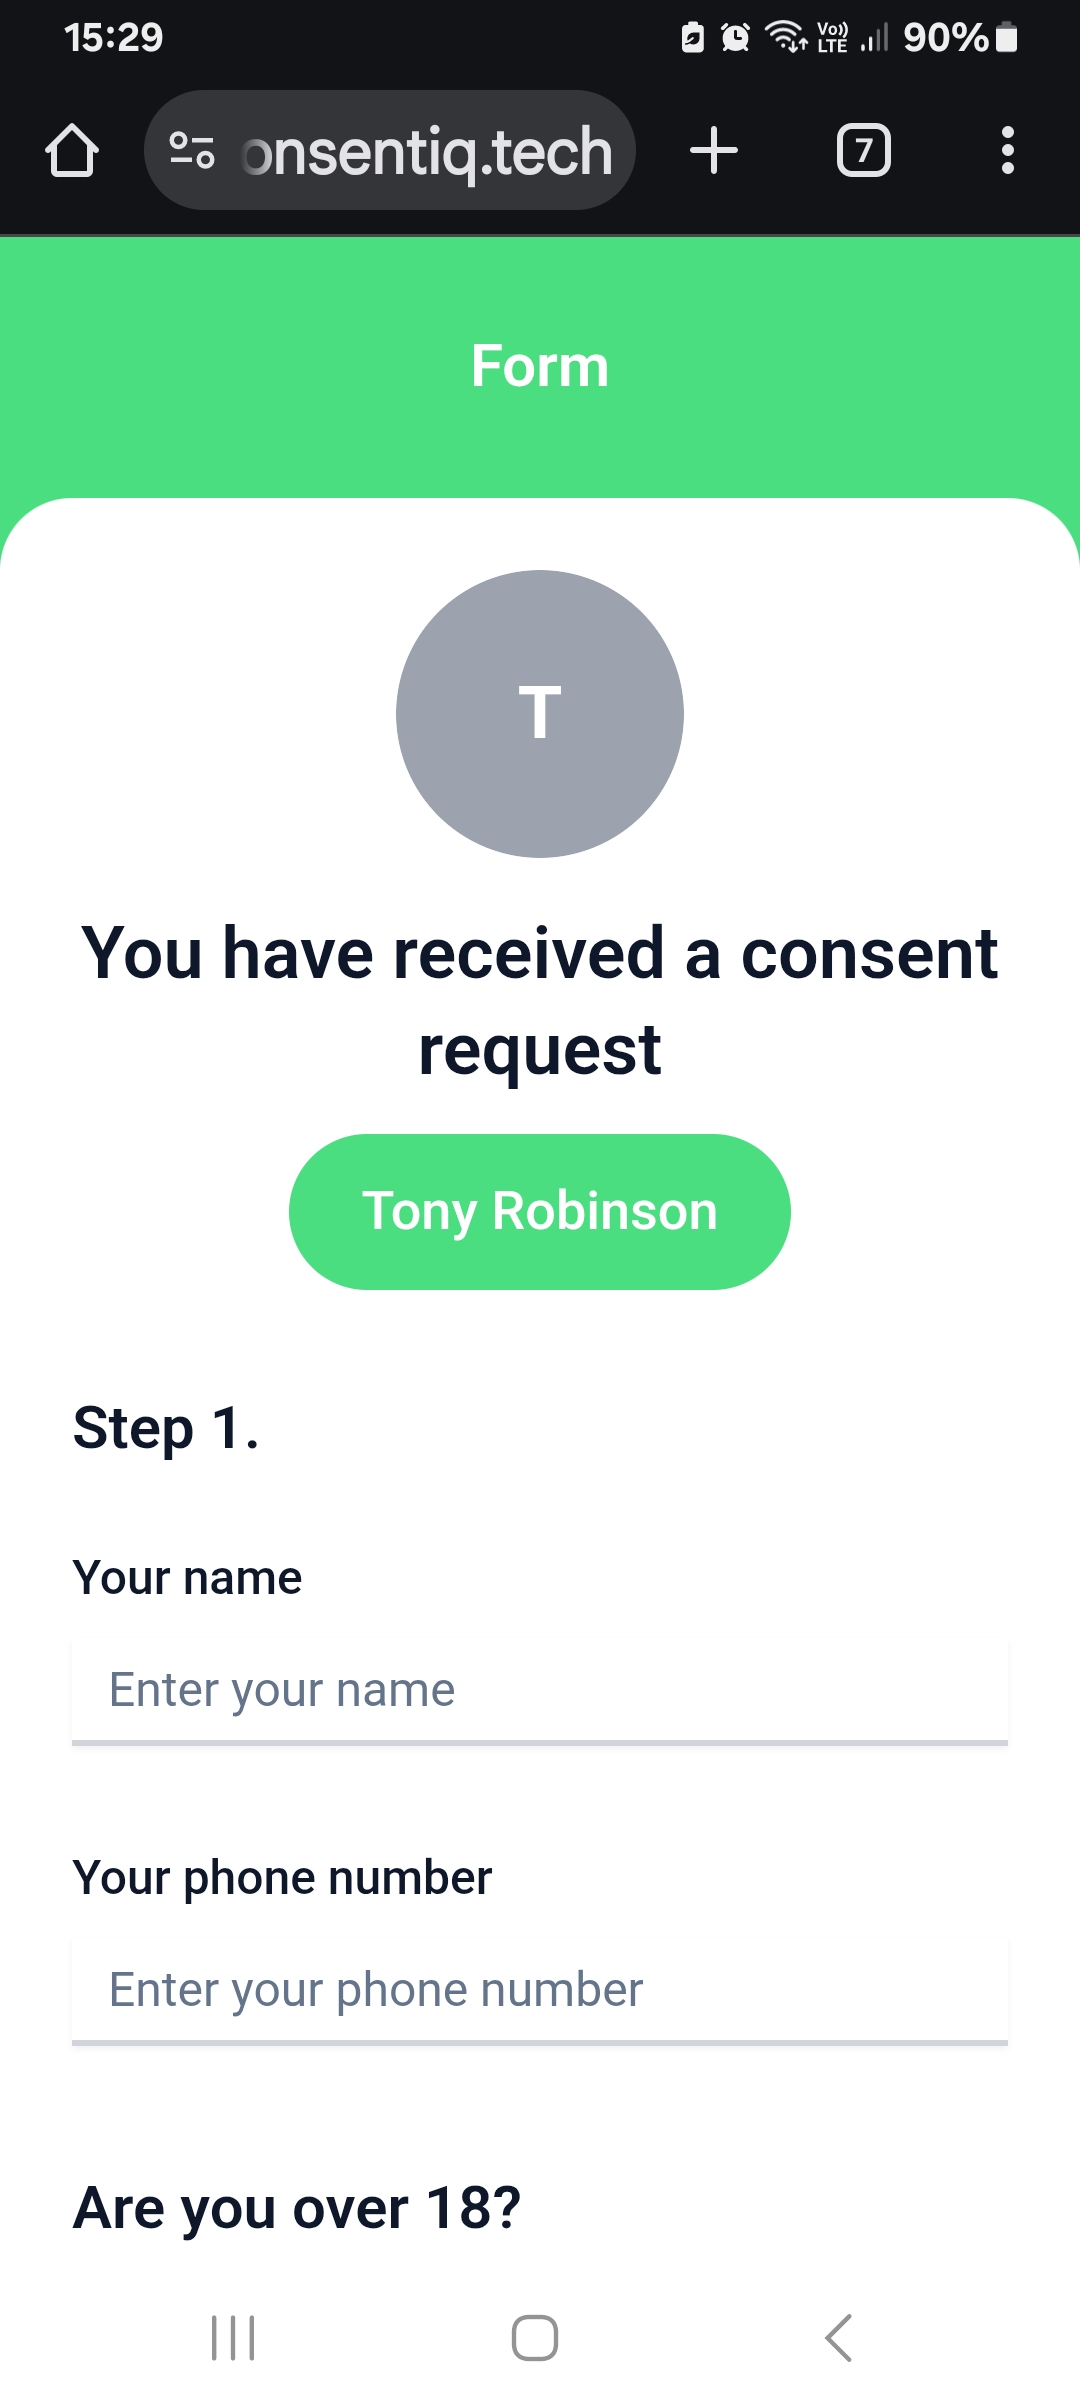 15:29
Vo))
LTE
90%
onsentiq.tech
7
Form
T
You have received a consent
request
Tony Robinson
Step 1.
Your name
Enter your name
Your phone number
Enter your phone number
Are you over 18?